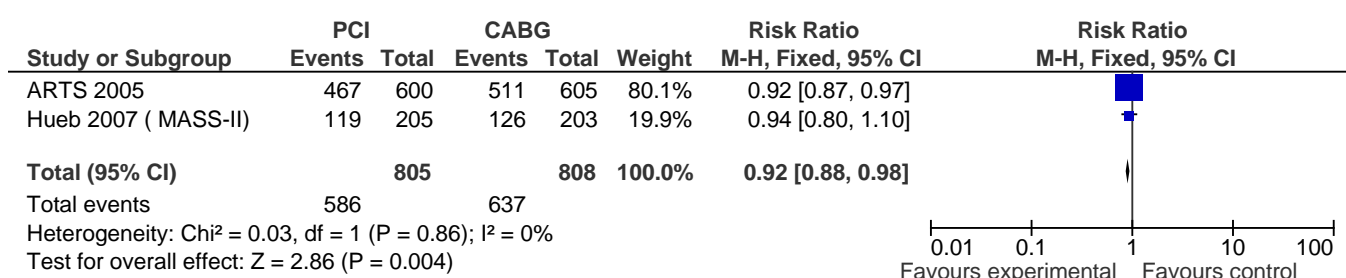 PCI CABG Risk Ratio Risk Ratio
Study or Subgroup Events Total Events Total Weight M-H, Fixed, 95% CI M-H, Fixed, 95% CI
ARTS 2005 467 600 511 605 80.1% 0.92 [0.87, 0.97]
Hueb 2007 ( MASS-II) 119 205 126 203 19.9% 0.94 [0.80, 1.10]
Total (95% CI) 805 808 100.0% 0.92 [0.88, 0.98]
Total events 586 637
Heterogeneity: Chi² = 0.03, df = 1 (P = 0.86); I² = 0%
Test for overall effect: Z = 2.86 (P = 0.004)
0.01 0.1 1 10 100
Favours experimental Favours control